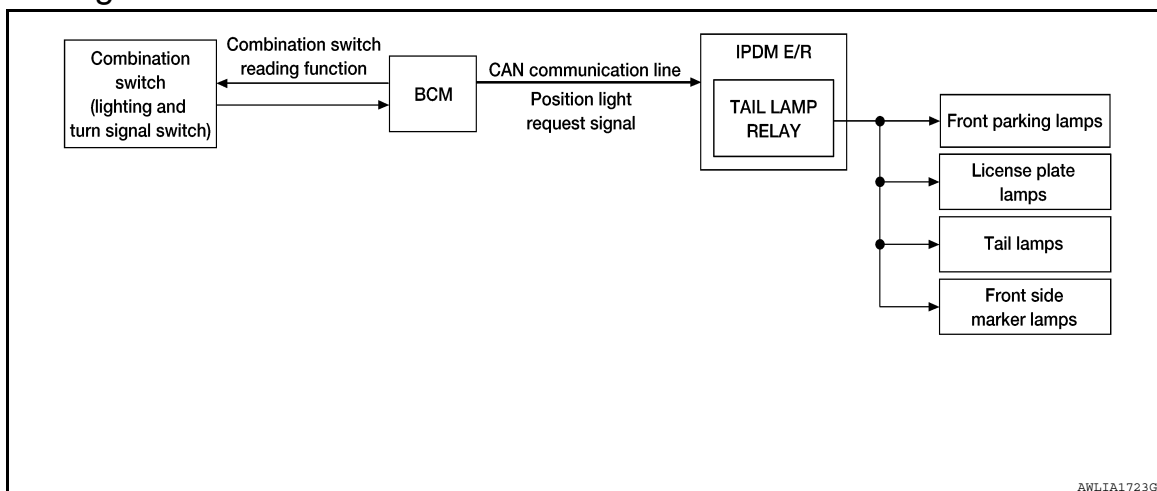 Combination
switch
(lighting and
turn signal switch)
Combination switch
reading function
BCM
CAN communication line
Position light
request signal
IPDM E/R
TAIL LAMP
RELAY
Front parking lamps
License plate
lamps
Tail lamps
Front side
marker lamps
AWLIA1723G